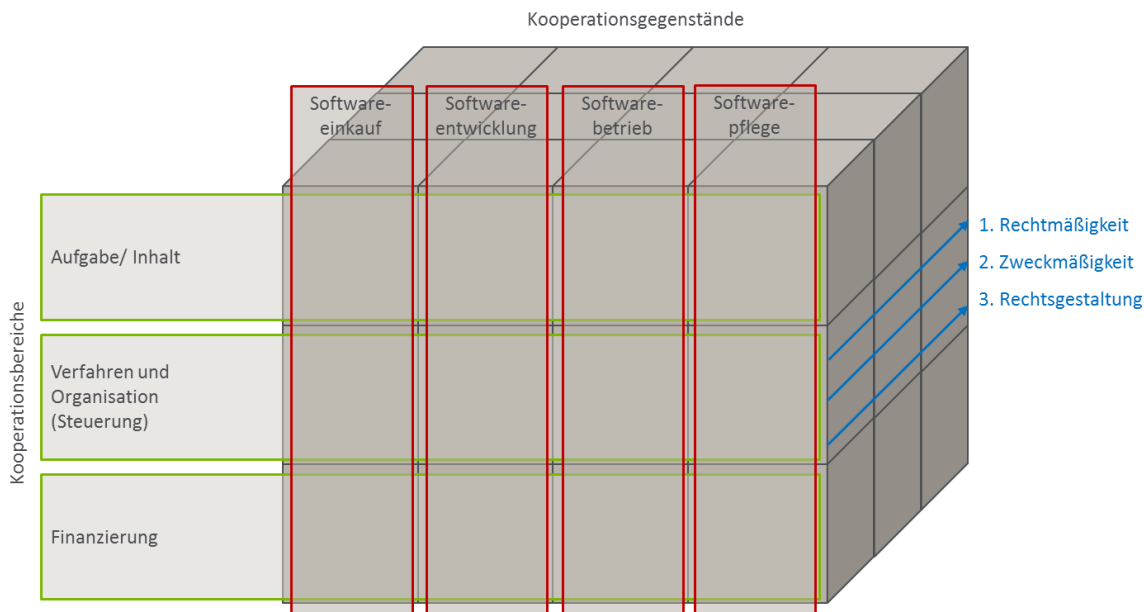 Kooperationsgegenstände
Software-
einkauf
Software-
entwicklung
Software-
betrieb
Software-
pflege
Kooperationsbereiche
Aufgabe/ Inhalt
Verfahren und
Organisation
(Steuerung)
Finanzierung
1. Rechtmäßigkeit
2. Zweckmäßigkeit
3. Rechtsgestaltung